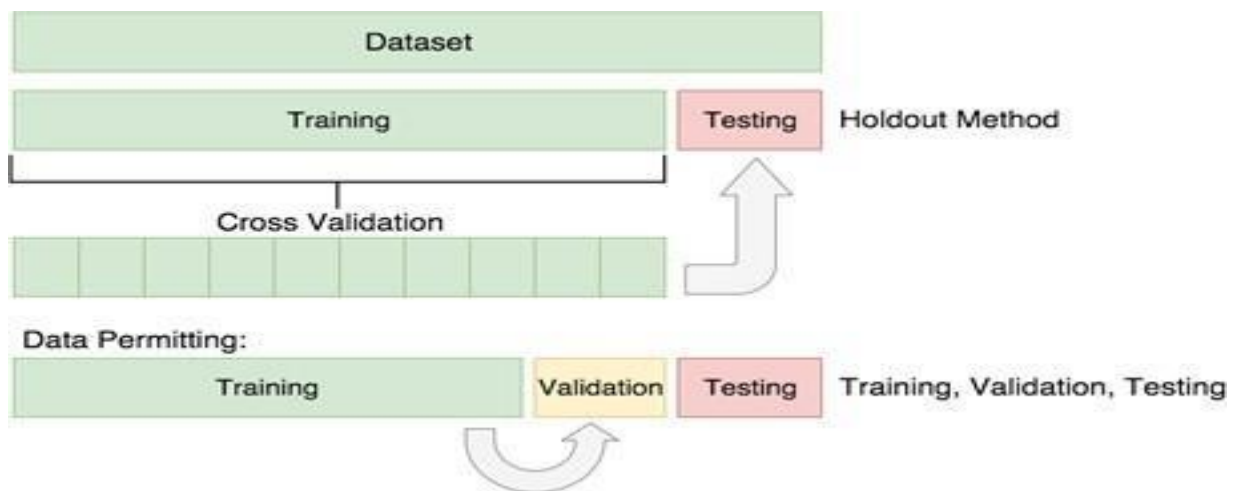 Dataset
Training
Testing
Holdout Method
Cross Validation
Data Permitting:
Training
Validation
Testing
Training, Validation, Testing